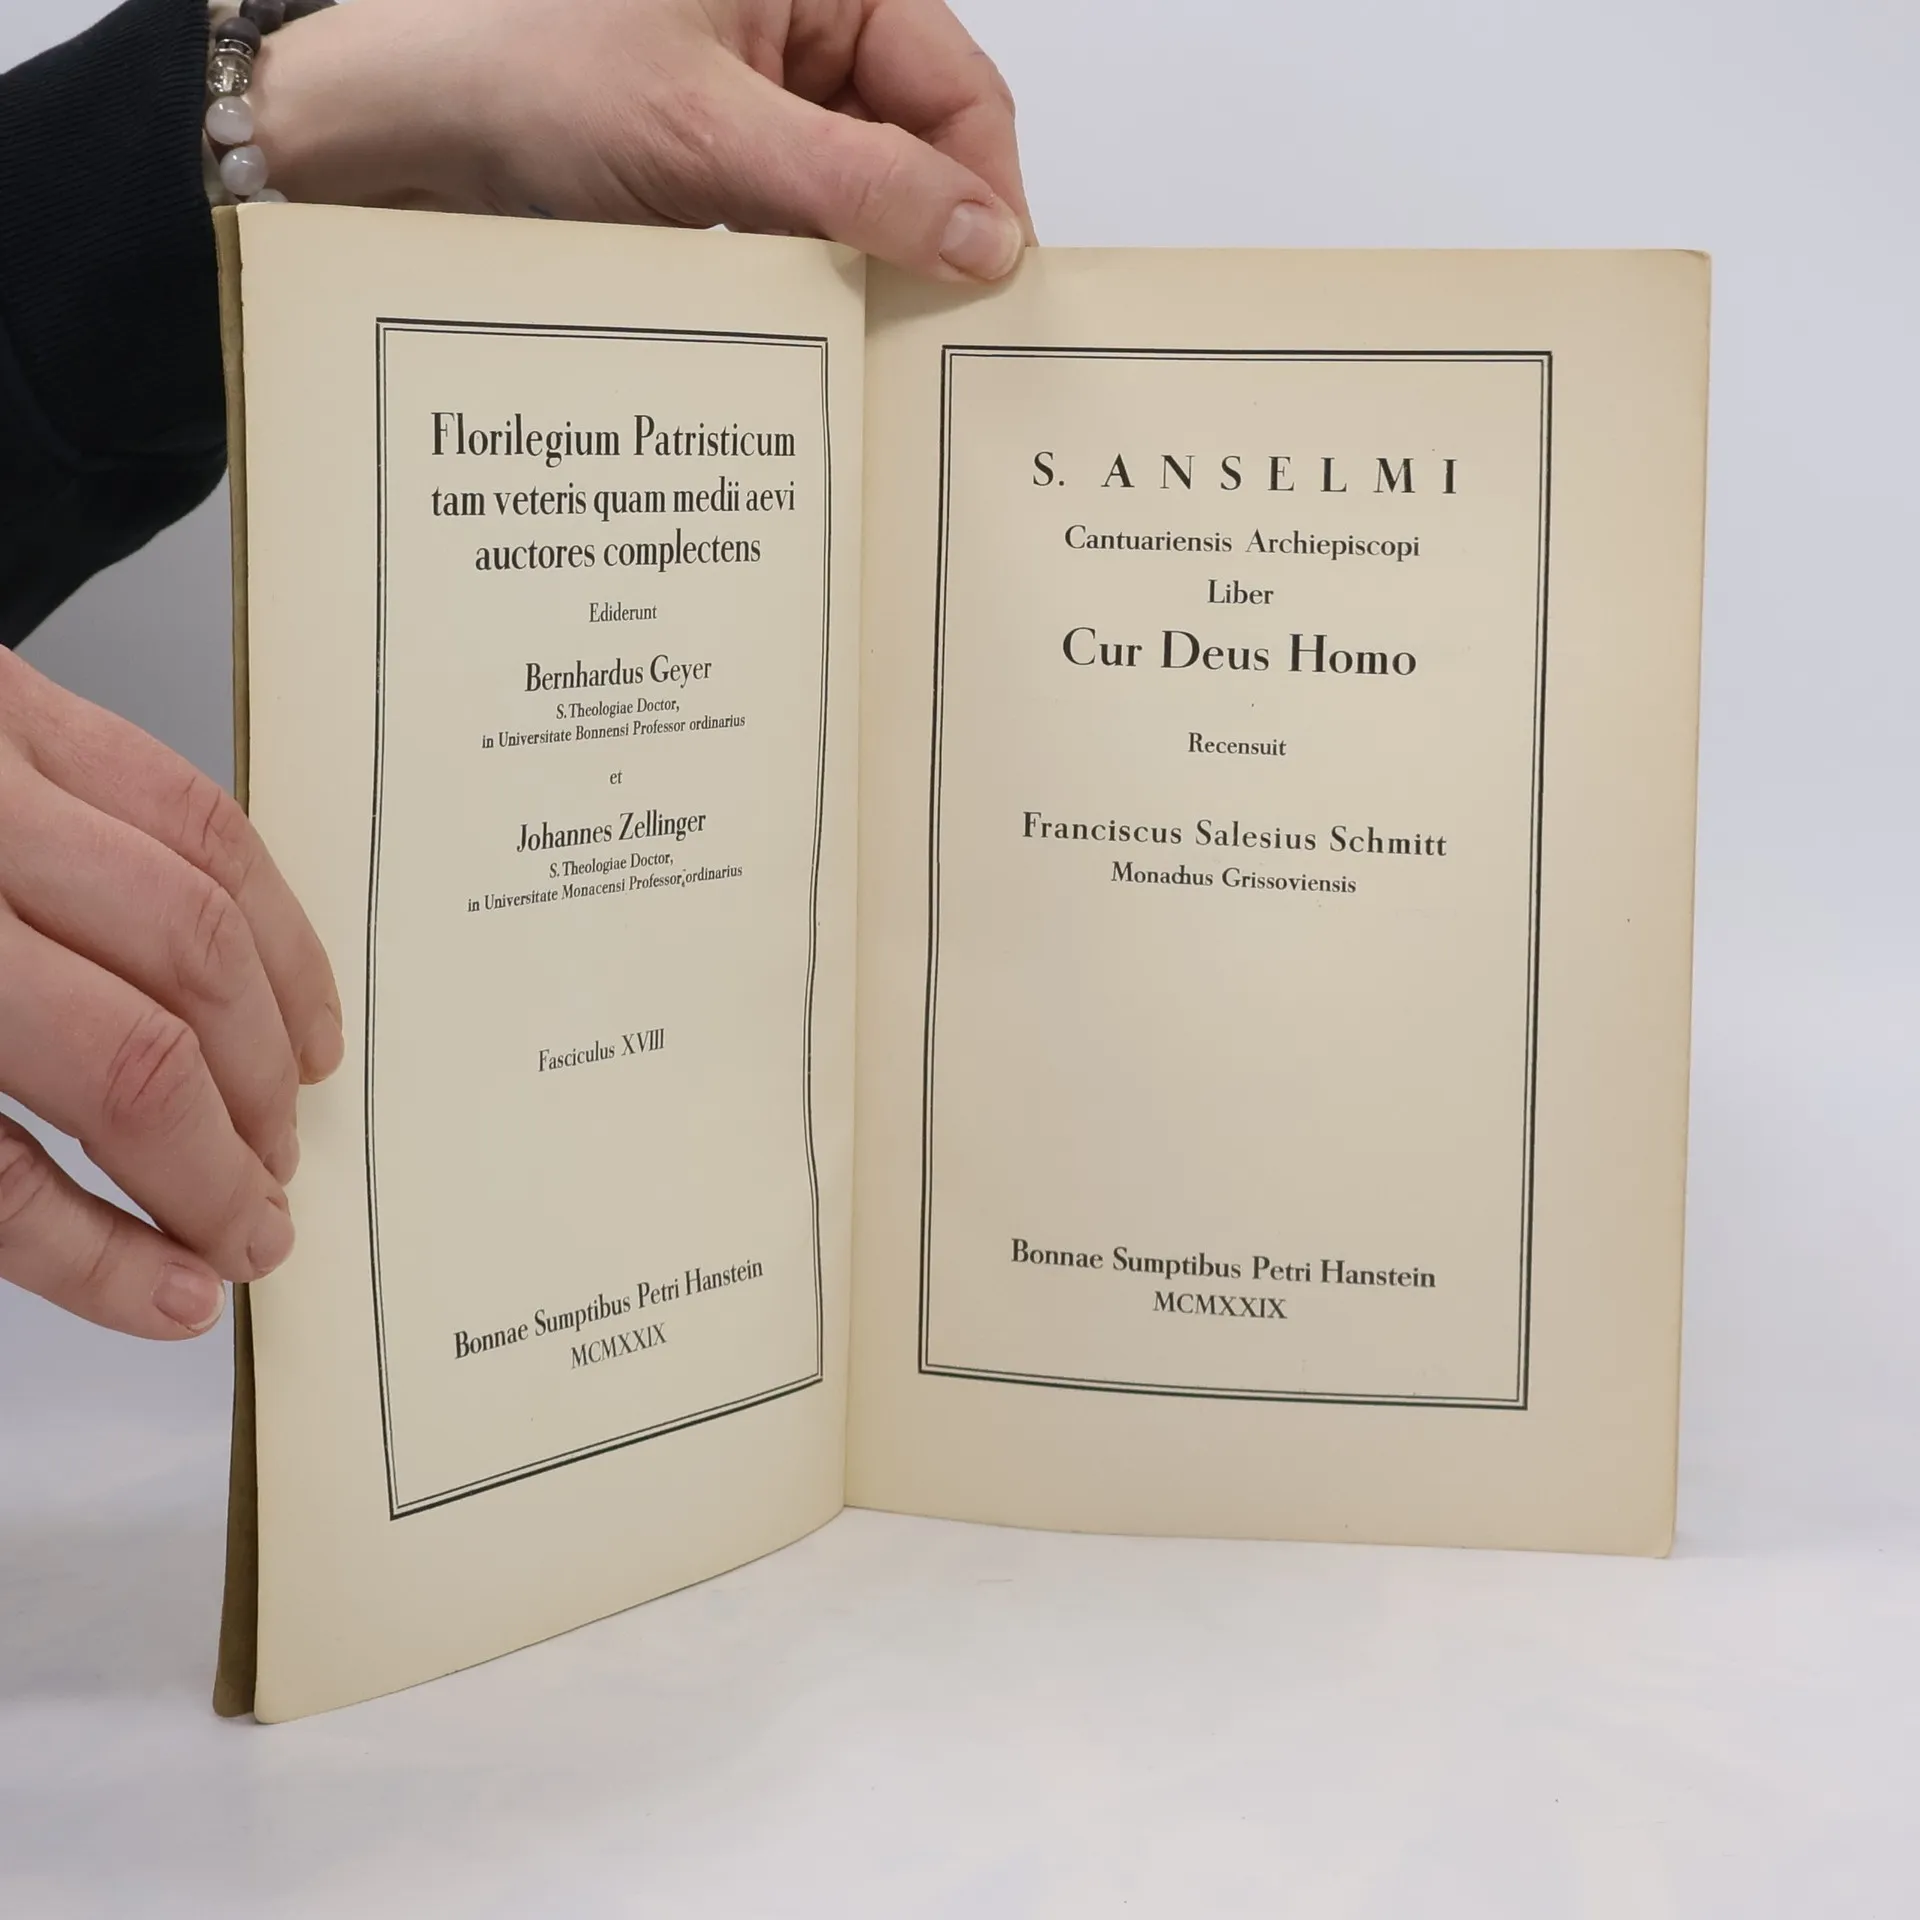 Florilegium Patristicum
tam veteris quam medii aevi
auctores complectens
Ediderunt
Bernhardus Geyer
S. Theologiae Doctor,
in Universitate Bonnensi Professor ordinarius
et
Johannes Zellinger
S. Theologiae Doctor,
in Universitate Monacensi Professor ordinarius
Fasciculus XVIII
Bonnae Sumptibus Petri Hanstein
MCMXXIX
S. ANSELMI
Cantuariensis Archiepiscopi
Liber
Cur Deus Homo
Recensuit
Franciscus Salesius Schmitt
Monachus Grissoviensis
Bonnae Sumptibus Petri Hanstein
MCMXXIX